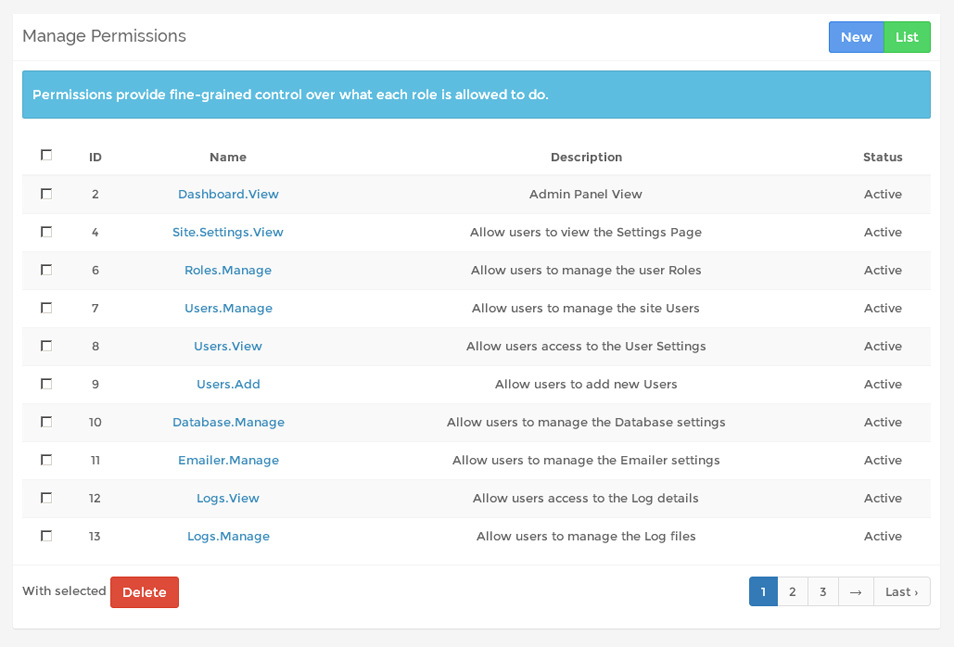 Manage Permissions New List
Permissions provide fine-grained control over what each role is allowed to do.
ID Name Description Status
2 Dashboard.View Admin Panel View Active
4 Site.Settings.View Allow users to view the Settings Page Active
6 Roles.Manage Allow users to manage the user Roles Active
7 Users.Manage Allow users to manage the site Users Active
8 Users.View Allow users access to the User Settings Active
9 Users.Add Allow users to add new Users Active
10 Database.Manage Allow users to manage the Database settings Active
11 Emailer.Manage Allow users to manage the Emailer settings Active
12 Logs.View Allow users access to the Log details Active
13 Logs.Manage Allow users to manage the Log files Active
With selected Delete 1 2 3 → Last ›